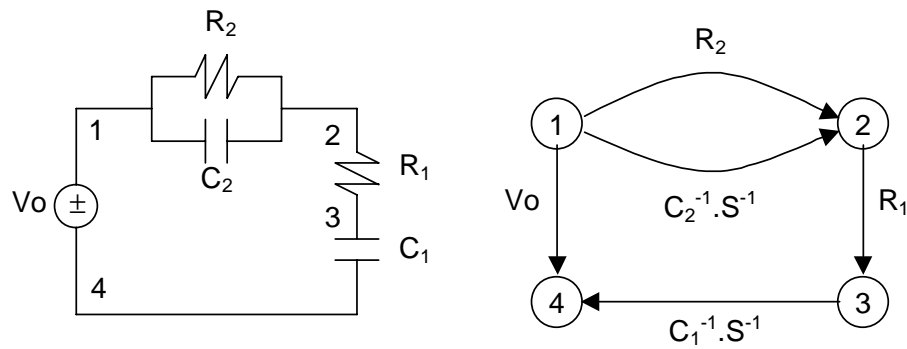 R₂
1
C₂
2
R₁
3
C₁
Vo
±
4
R₂
1
2
Vo
C₂⁻¹.S⁻¹
R₁
4
3
C₁⁻¹.S⁻¹